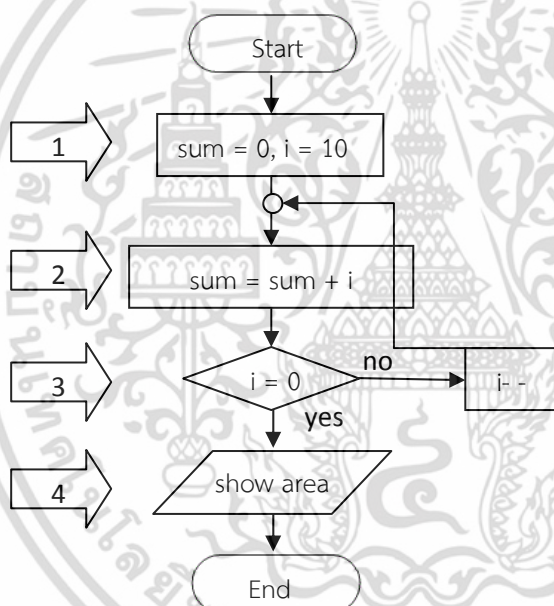 Start
1
sum = 0, i = 10
2
sum = sum + i
3
i = 0
no
i- -
yes
4
show area
End